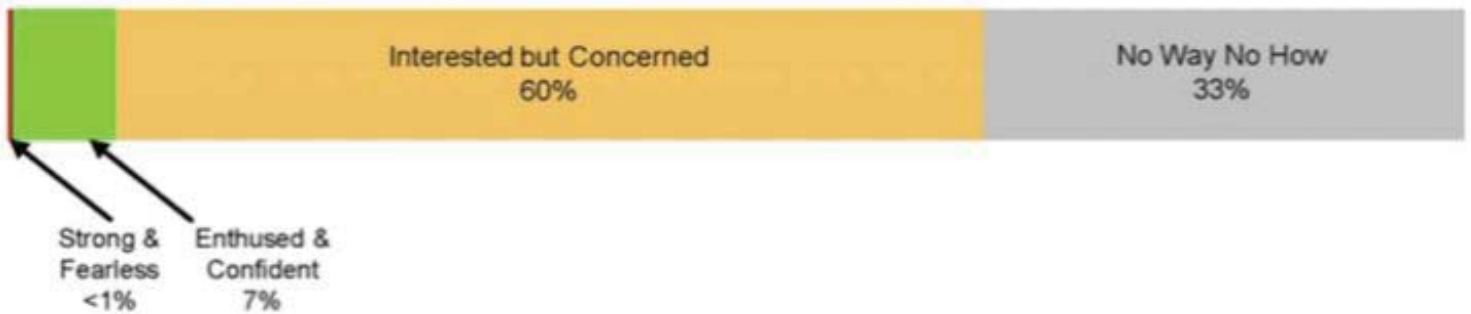 Interested but Concerned
60%
No Way No How
33%
Strong &
Fearless
<1%
Enthused &
Confident
7%